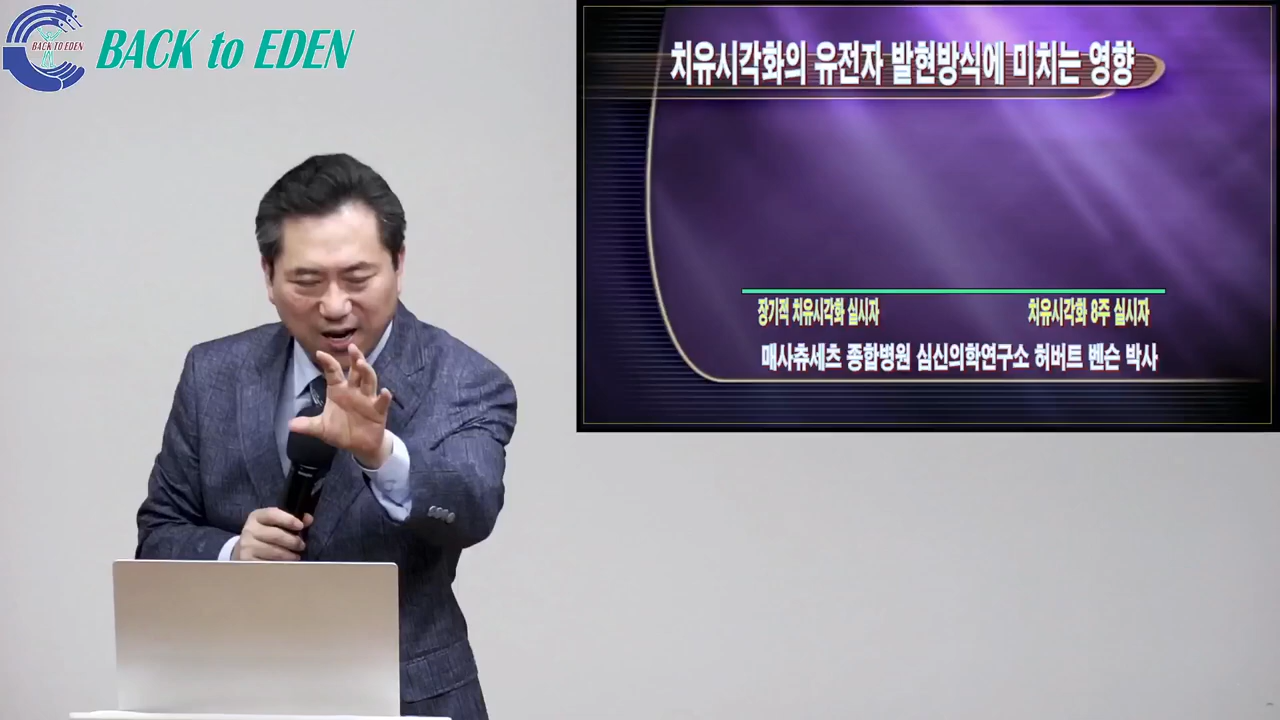 BACK TO EDEN
BACK to EDEN
치유시각화의 유전자 발현방식에 미치는 영향
장기적 치유시각화 실시자
치유시각화 8주 실시자
매사츄세츠 종합병원 심신의학연구소 허버트 벤슨 박사